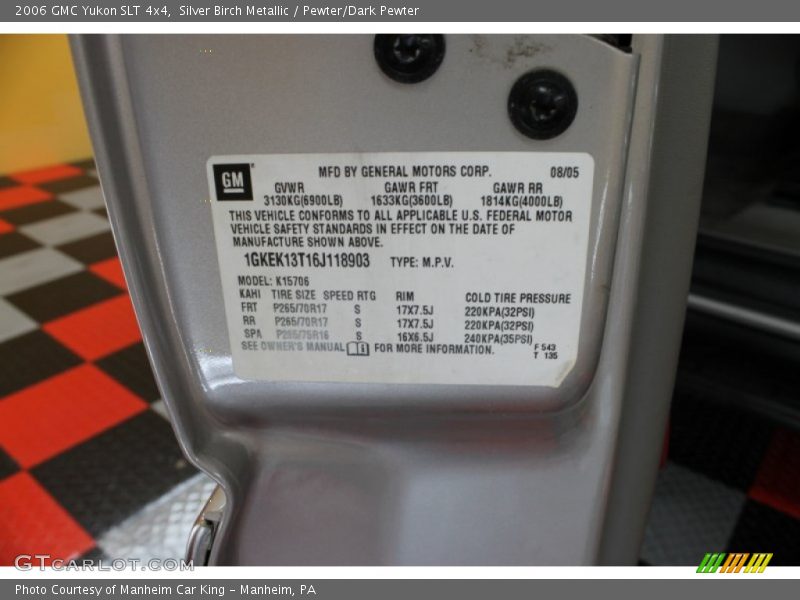 2006 GMC Yukon SLT 4x4,  Silver Birch Metallic / Pewter/Dark Pewter
GM
MFD BY GENERAL MOTORS CORP. 08/05
GVWR GAWR FRT GAWR RR
3130KG(6900LB) 1633KG(3600LB) 1814KG(4000LB)
THIS VEHICLE CONFORMS TO ALL APPLICABLE U.S. FEDERAL MOTOR
VEHICLE SAFETY STANDARDS IN EFFECT ON THE DATE OF
MANUFACTURE SHOWN ABOVE.
1GKEK13T16J118903 TYPE: M.P.V.
MODEL: K15706
KAHI TIRE SIZE SPEED RTG RIM COLD TIRE PRESSURE
FRT P265/70R17 S 17X7.5J 220KPA(32PSI)
RR P265/70R17 S 17X7.5J 220KPA(32PSI)
SPA P265/75R16 S 16X6.5J 240KPA(35PSI)
SEE OWNER'S MANUAL FOR MORE INFORMATION.
F 543
T 135
GTcarlot.com
Photo Courtesy of Manheim Car King - Manheim, PA